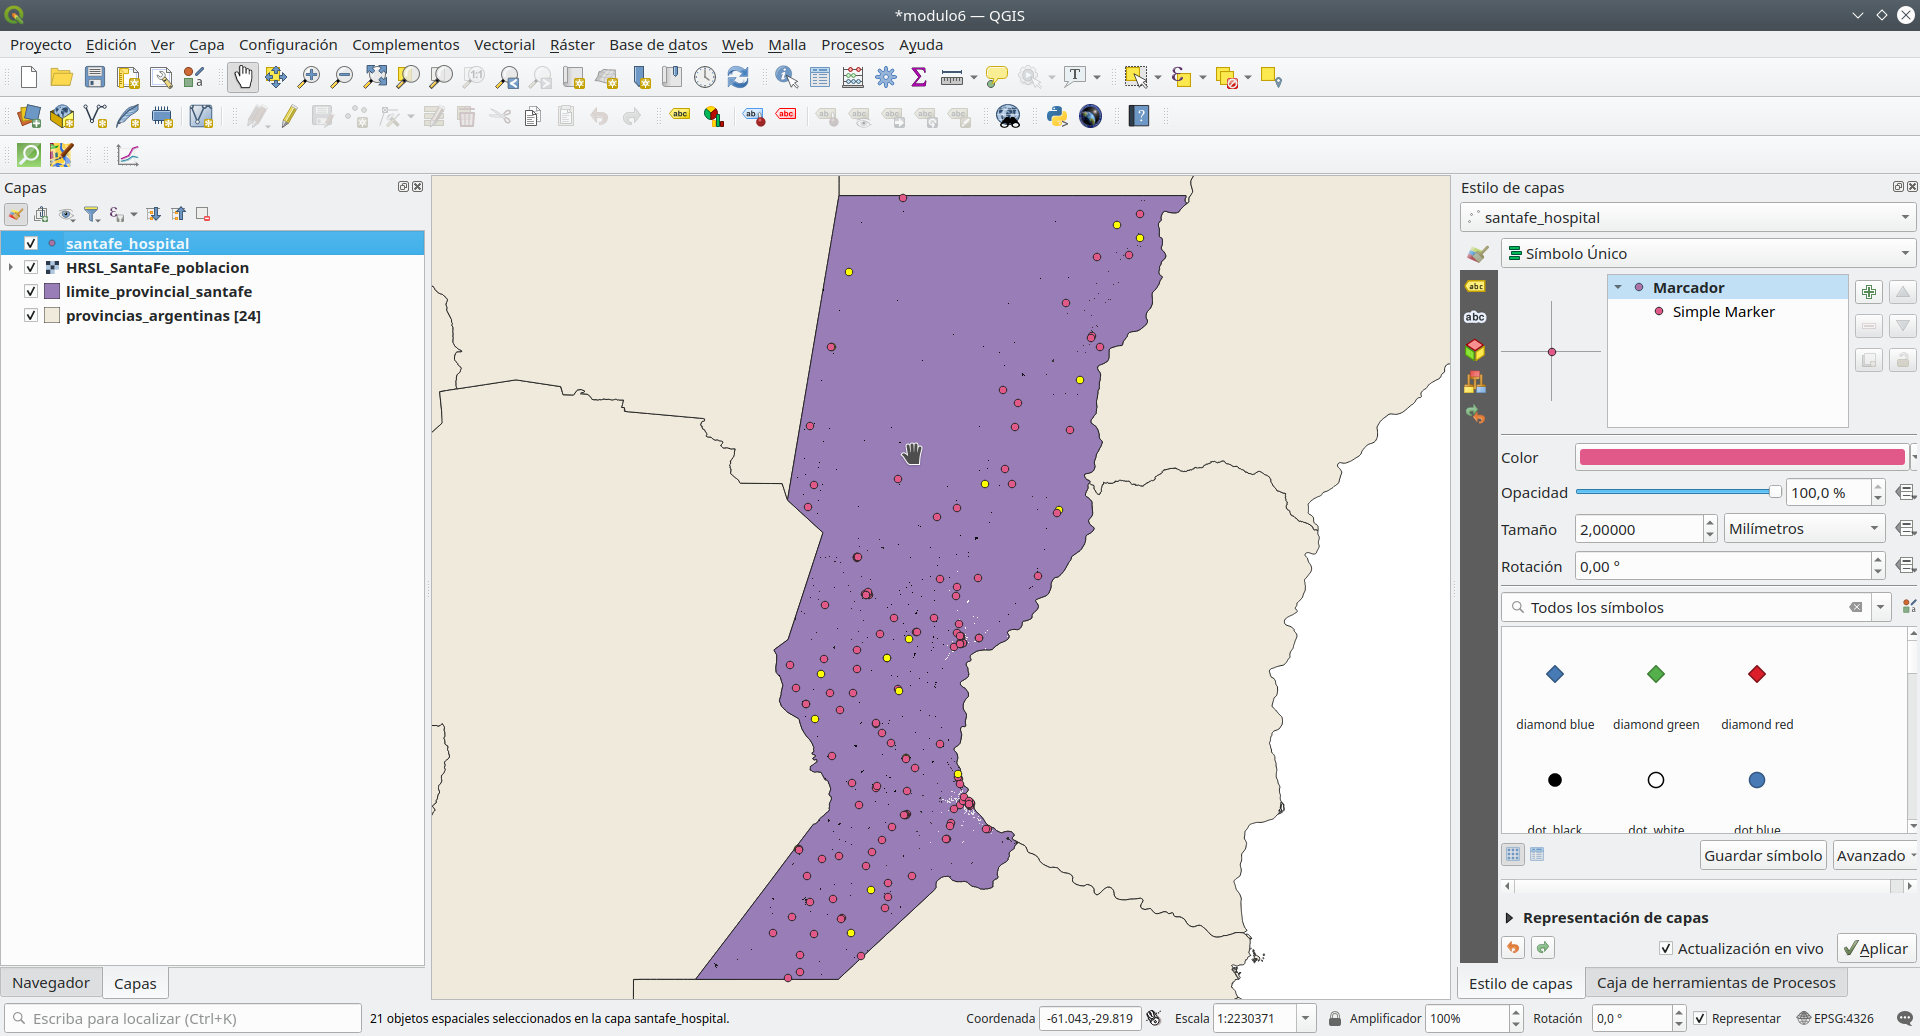 *modulo6 — QGIS
Proyecto Edición Ver Capa Configuración Complementos Vectorial Ráster Base de datos Web Malla Procesos Ayuda
Capas
santafe_hospital
HRSL_SantaFe_poblacion
limite_provincial_santafe
provincias_argentinas [24]
Navegador Capas
Estilo de capas
santafe_hospital
Símbolo Único
Marcador
Simple Marker
Color
Opacidad 100,0 %
Tamaño 2,00000 Milímetros
Rotación 0,00 °
Todos los símbolos
diamond blue diamond green diamond red
dot black dot white dot blue
Guardar símbolo Avanzado
Representación de capas
Actualización en vivo Aplicar
Estilo de capas Caja de herramientas de Procesos
Escriba para localizar (Ctrl+K) 21 objetos espaciales seleccionados en la capa santafe_hospital. Coordenada -61.043,-29.819 Escala 1:2230371 Amplificador 100% Rotación 0,0 ° Representar EPSG:4326